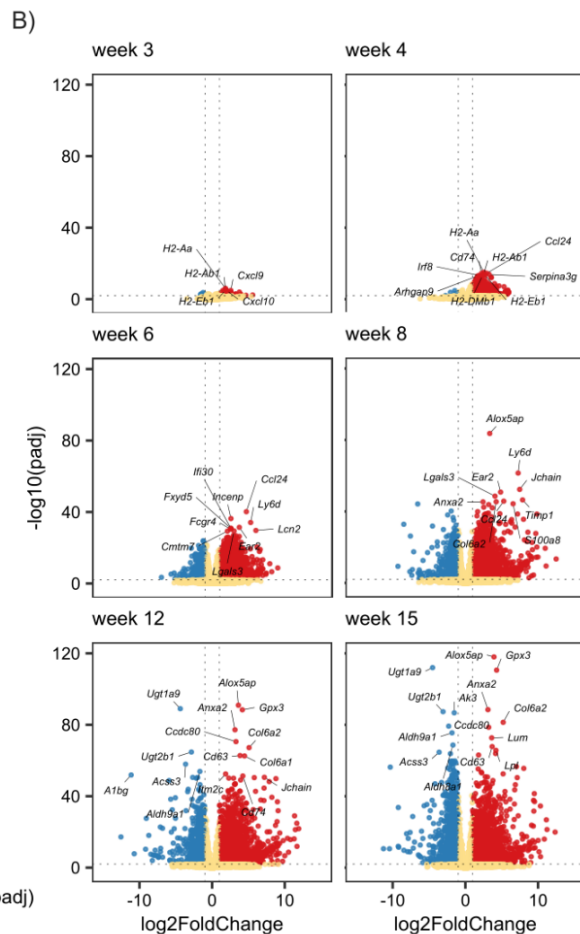 B)
week 3
week 4
120
80
40
0
H2-Aa
H2-Ab1
Cxcl9
H2-Eb1
Cxcl10
H2-Aa
Ccl24
Cd74
H2-Ab1
Irf8
Serpina3g
Arhgap9
H2-DMb1
H2-Eb1
week 6
week 8
120
80
40
0
-log10(padj)
Ifi30
Ccl24
Fxyd5
Incenp
Ly6d
Fcgr4
Lcn2
Cmtm7
Ear2
Lgals3
Alox5ap
Ly6d
Lgals3
Ear2
Jchain
Anxa2
Ccl24
Timp1
Col6a2
S100a8
week 12
week 15
120
80
40
0
Ugt1a9
Alox5ap
Anxa2
Gpx3
Ccdc80
Col6a2
Ugt2b1
Cd63
Col6a1
Acss3
A1bg
Itm2c
Jchain
Aldh9a1
Cd74
Alox5ap
Ugt1a9
Gpx3
Anxa2
Ugt2b1
Ak3
Col6a2
Ccdc80
Aldh9a1
Lum
Acss3
Cd63
Lpl
Aldh3a1
-10
0
10
-10
0
10
padj)
log2FoldChange
log2FoldChange